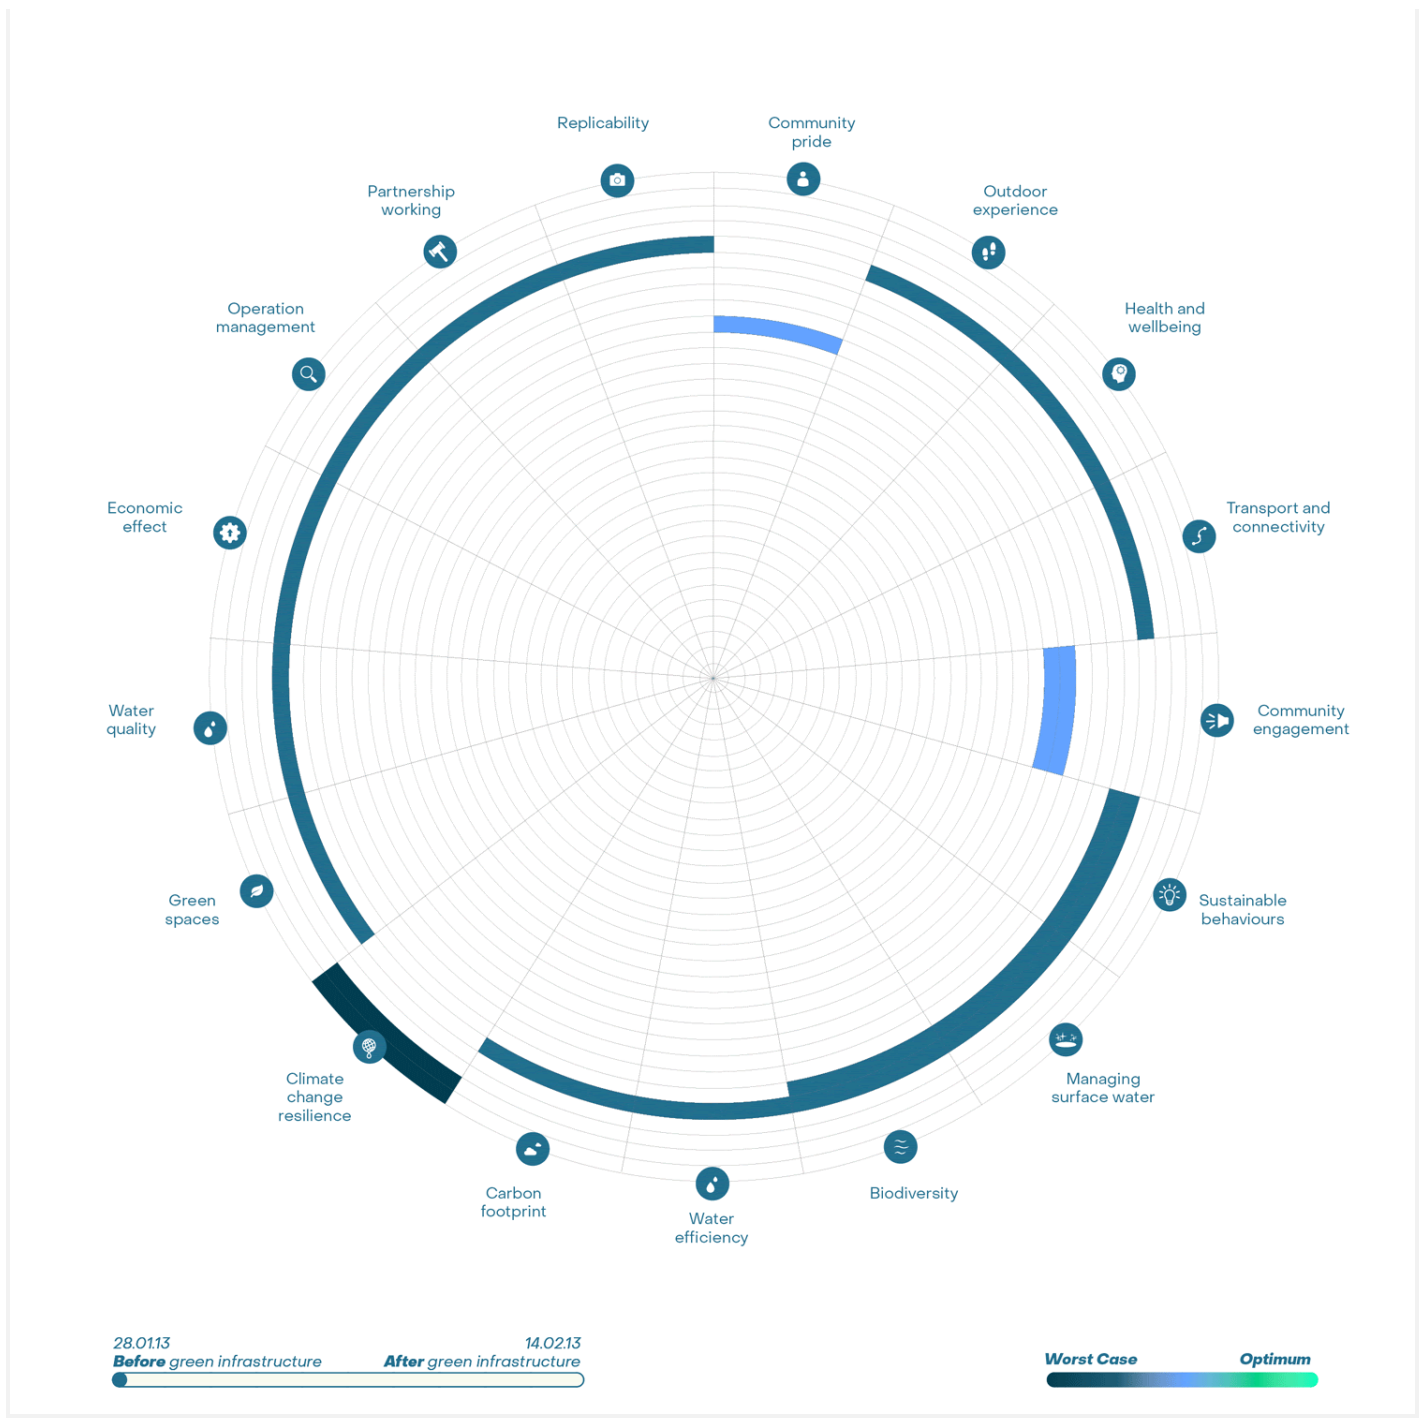 Replicability
Community
pride
Partnership
working
Outdoor
experience
Operation
management
Health and
wellbeing
Economic
effect
Transport and
connectivity
Water
quality
Community
engagement
Green
spaces
Sustainable
behaviours
Climate
change
resilience
Managing
surface water
Carbon
footprint
Biodiversity
Water
efficiency
28.01.13
14.02.13
Before green infrastructure
After green infrastructure
Worst Case
Optimum